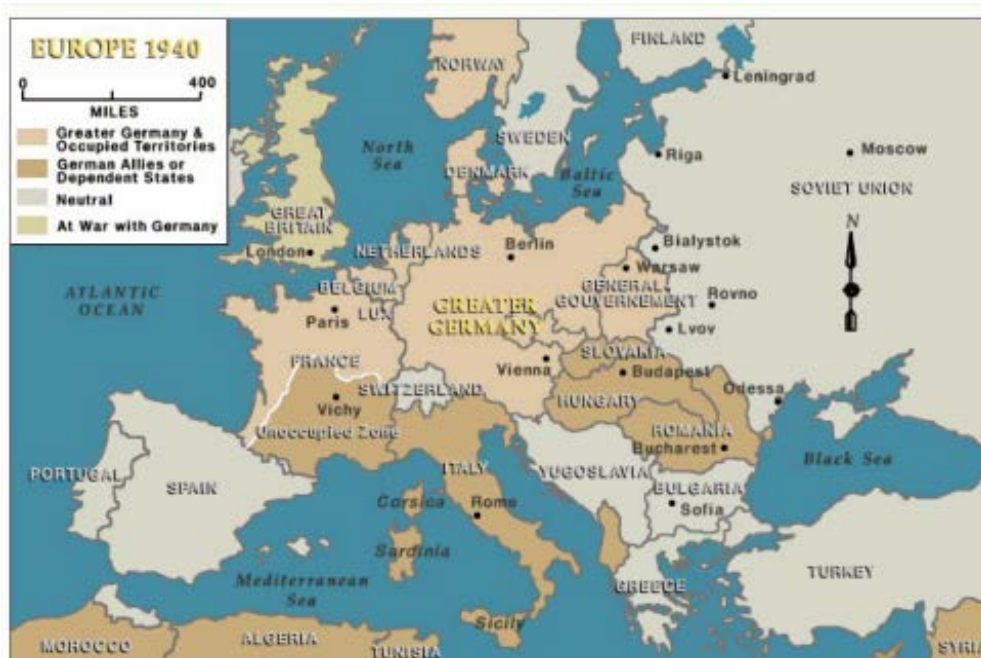 EUROPE 1940
0 400
MILES
Greater Germany &
Occupied Territories
German Allies or
Dependent States
Neutral
At War with Germany
FINLAND
NORWAY
Leningrad
SWEDEN
North
Sea
Riga
Moscow
DENMARK
Baltic
Sea
SOVIET UNION
GREAT
BRITAIN
N
NETHERLANDS
Berlin
Bialystok
London
Warsaw
BELGIUM
GENERAL
GOUVERNEMENT
ATLANTIC
OCEAN
LUX
GREATER
GERMANY
Rovno
Paris
Lvov
SLOVAKIA
FRANCE
Vienna
Budapest
SWITZERLAND
Odessa
Vichy
HUNGARY
Unoccupied Zone
ROMANIA
Bucharest
Black Sea
PORTUGAL
SPAIN
ITALY
YUGOSLAVIA
BULGARIA
Corsica
Rome
Sofia
Sardinia
TURKEY
Mediterranean
Sea
GREECE
Sicily
MOROCCO
ALGERIA
TUNISIA
SYRIA